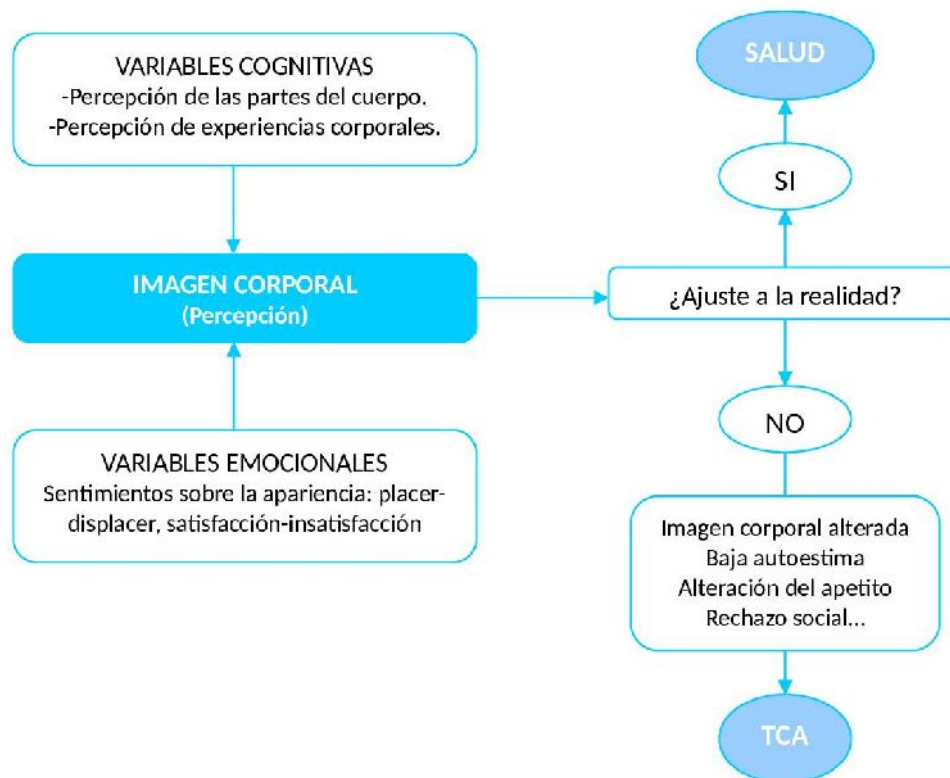 VARIABLES COGNITIVAS
-Percepción de las partes del cuerpo.
-Percepción de experiencias corporales.
IMAGEN CORPORAL
(Percepción)
VARIABLES EMOCIONALES
Sentimientos sobre la apariencia: placer-
displacer, satisfacción-insatisfacción
SALUD
SI
¿Ajuste a la realidad?
NO
Imagen corporal alterada
Baja autoestima
Alteración del apetito
Rechazo social...
TCA